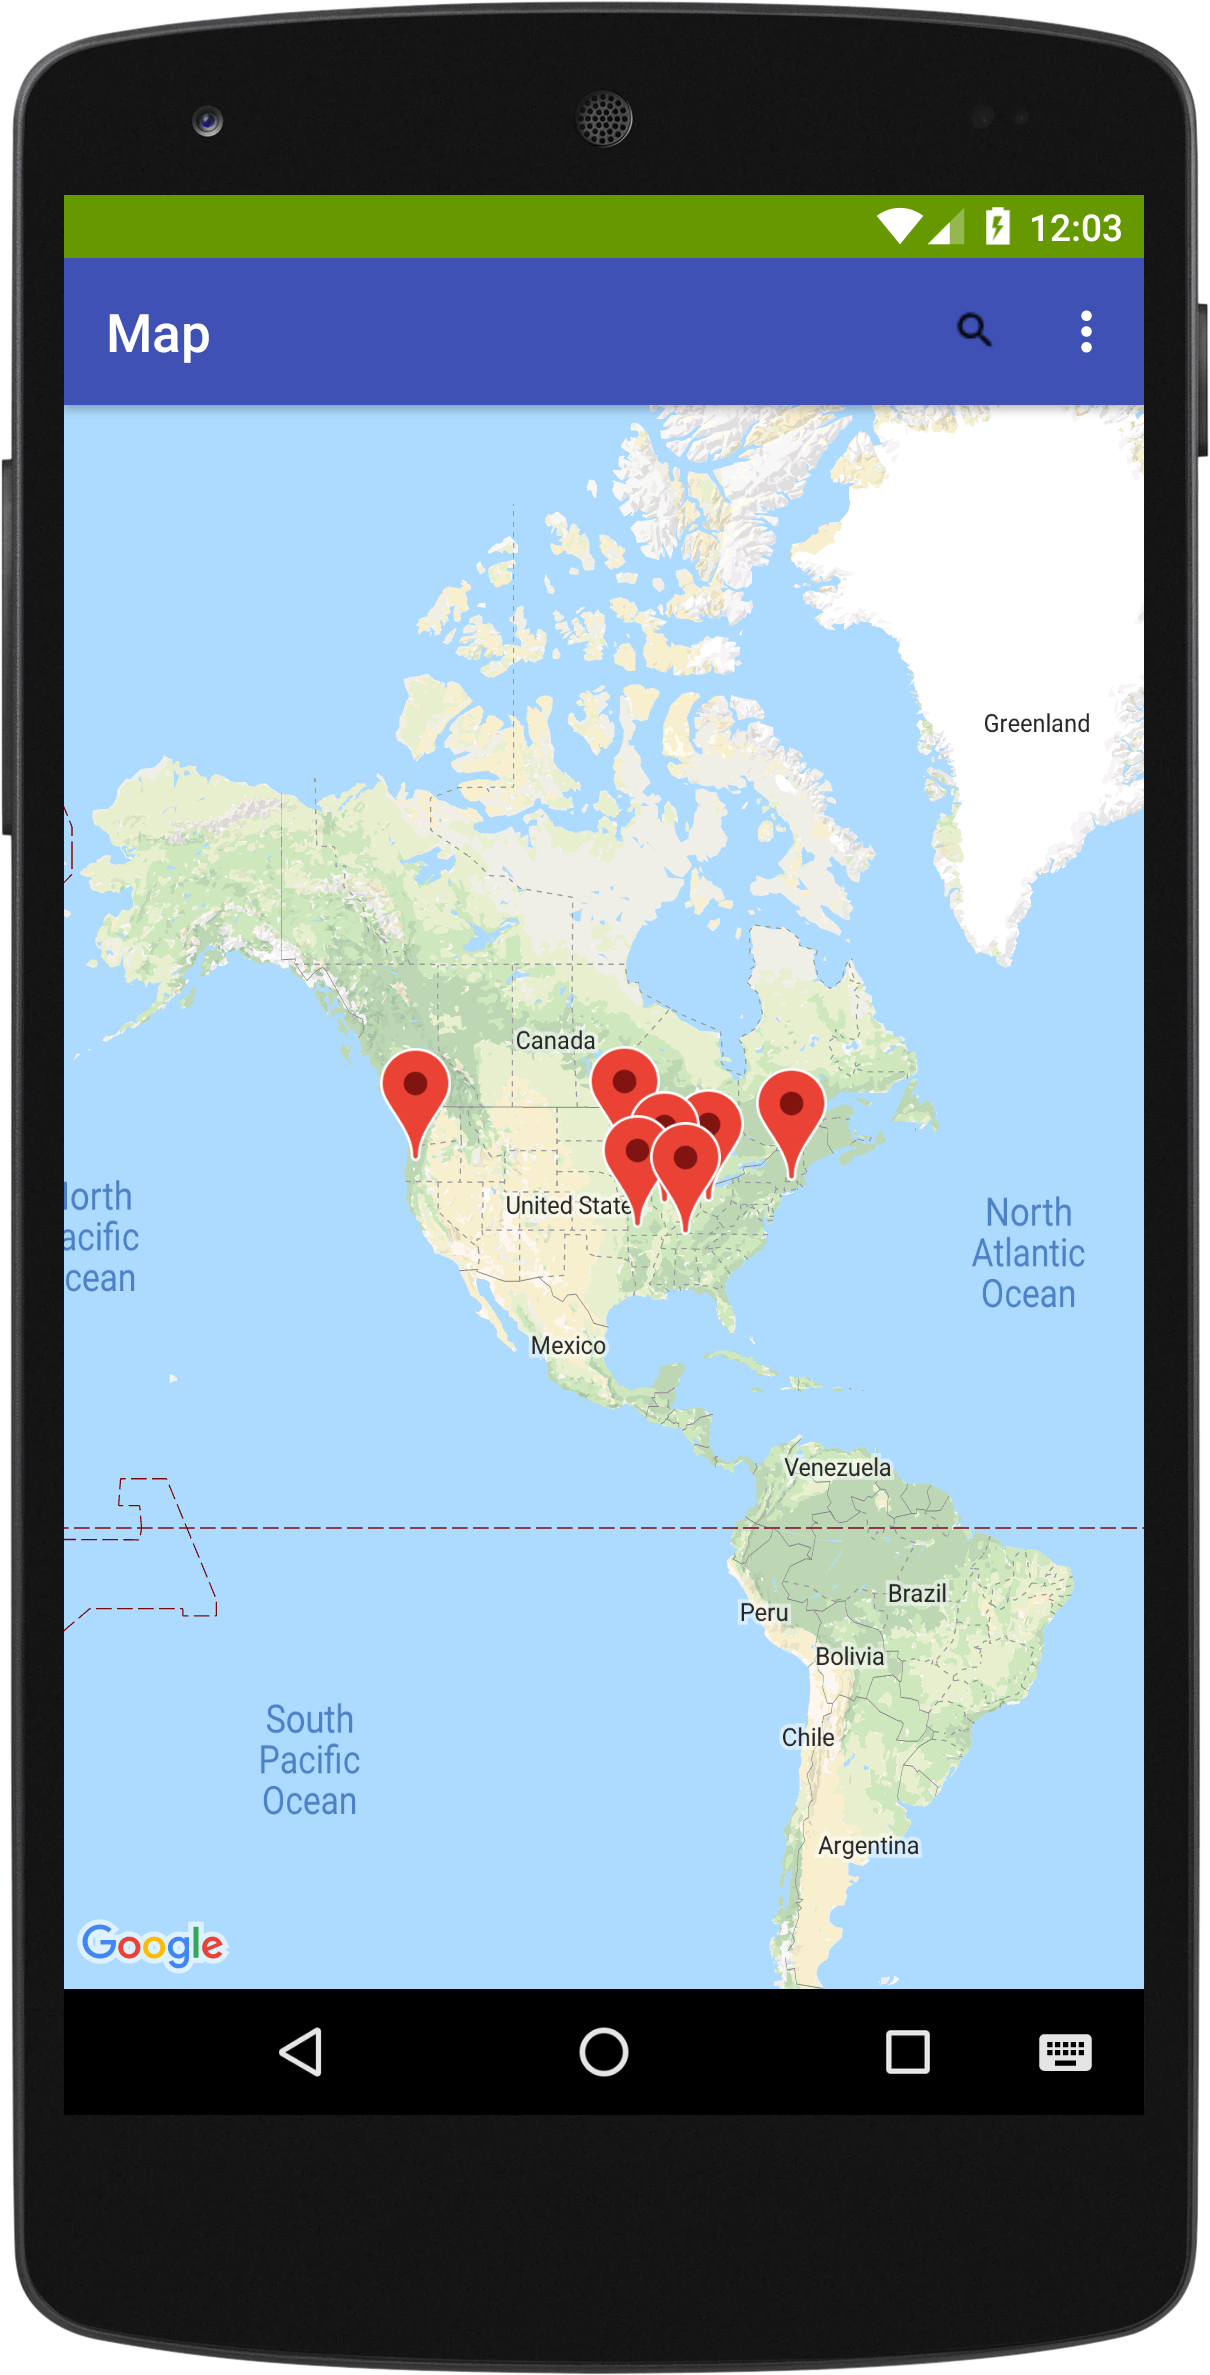 12:03
Map
Greenland
Canada
United State
North
Atlantic
Ocean
orth
acific
cean
Mexico
Venezuela
Brazil
Peru
Bolivia
Chile
South
Pacific
Ocean
Argentina
Google